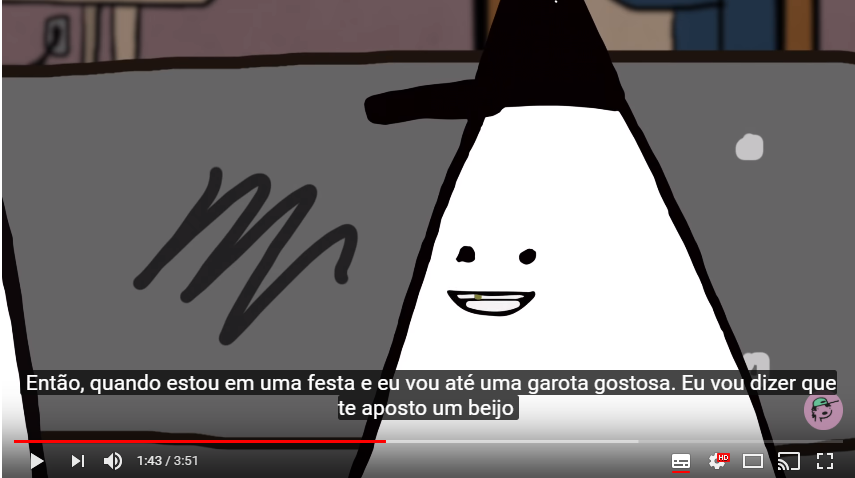 Então, quando estou em uma festa e eu vou até uma garota gostosa. Eu vou dizer que
te aposto um beijo
1:43 / 3:51
HD